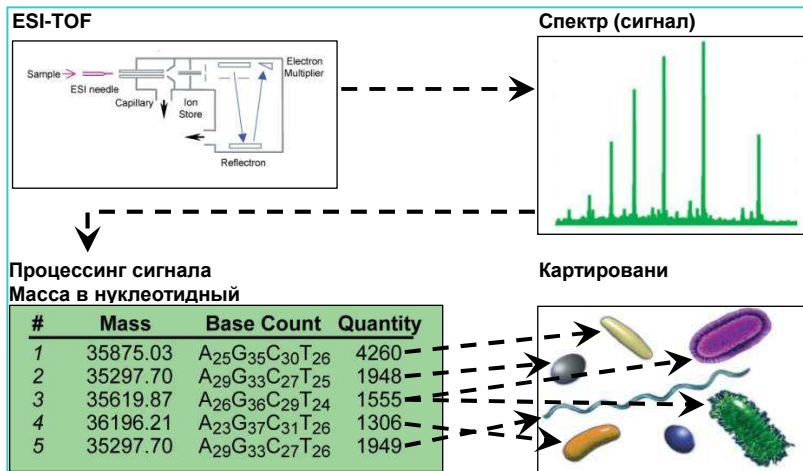 ESI-TOF
Sample
ESI needle
Capillary
Ion
Store
Electron
Multiplier
Reflectron
Спектр (сигнал)
Процессинг сигнала
Масса в нуклеотидный
# Mass Base Count Quantity
1 35875.03 A25G35C30T26 4260
2 35297.70 A29G33C27T25 1948
3 35619.87 A26G36C29T24 1555
4 36196.21 A23G37C31T26 1306
5 35297.70 A29G33C27T26 1949
Картировани